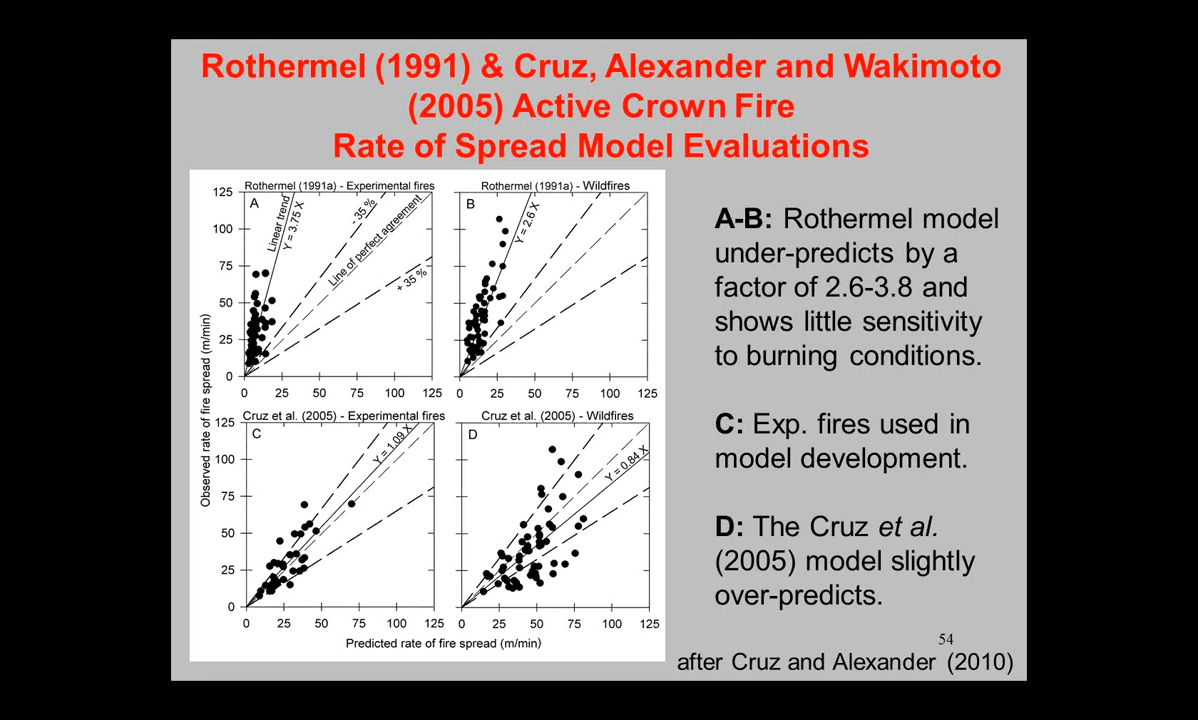 Rothermel (1991) & Cruz, Alexander and Wakimoto
(2005) Active Crown Fire
Rate of Spread Model Evaluations
Rothermel (1991a) - Experimental fires
A
Linear trend
Y = 3.75 X
- 35 %
Line of perfect agreement
+ 35 %
125
100
75
50
25
0
0 25 50 75 100 125
Rothermel (1991a) - Wildfires
B
Y = 2.6 X
0 25 50 75 100 125
Observed rate of fire spread (m/min)
Cruz et al. (2005) - Experimental fires
C
Y = 1.09 X
125
100
75
50
25
0
0 25 50 75 100 125
Cruz et al. (2005) - Wildfires
D
Y = 0.84 X
0 25 50 75 100 125
Predicted rate of fire spread (m/min)
A-B: Rothermel model
under-predicts by a
factor of 2.6-3.8 and
shows little sensitivity
to burning conditions.
C: Exp. fires used in
model development.
D: The Cruz et al.
(2005) model slightly
over-predicts.
54
after Cruz and Alexander (2010)